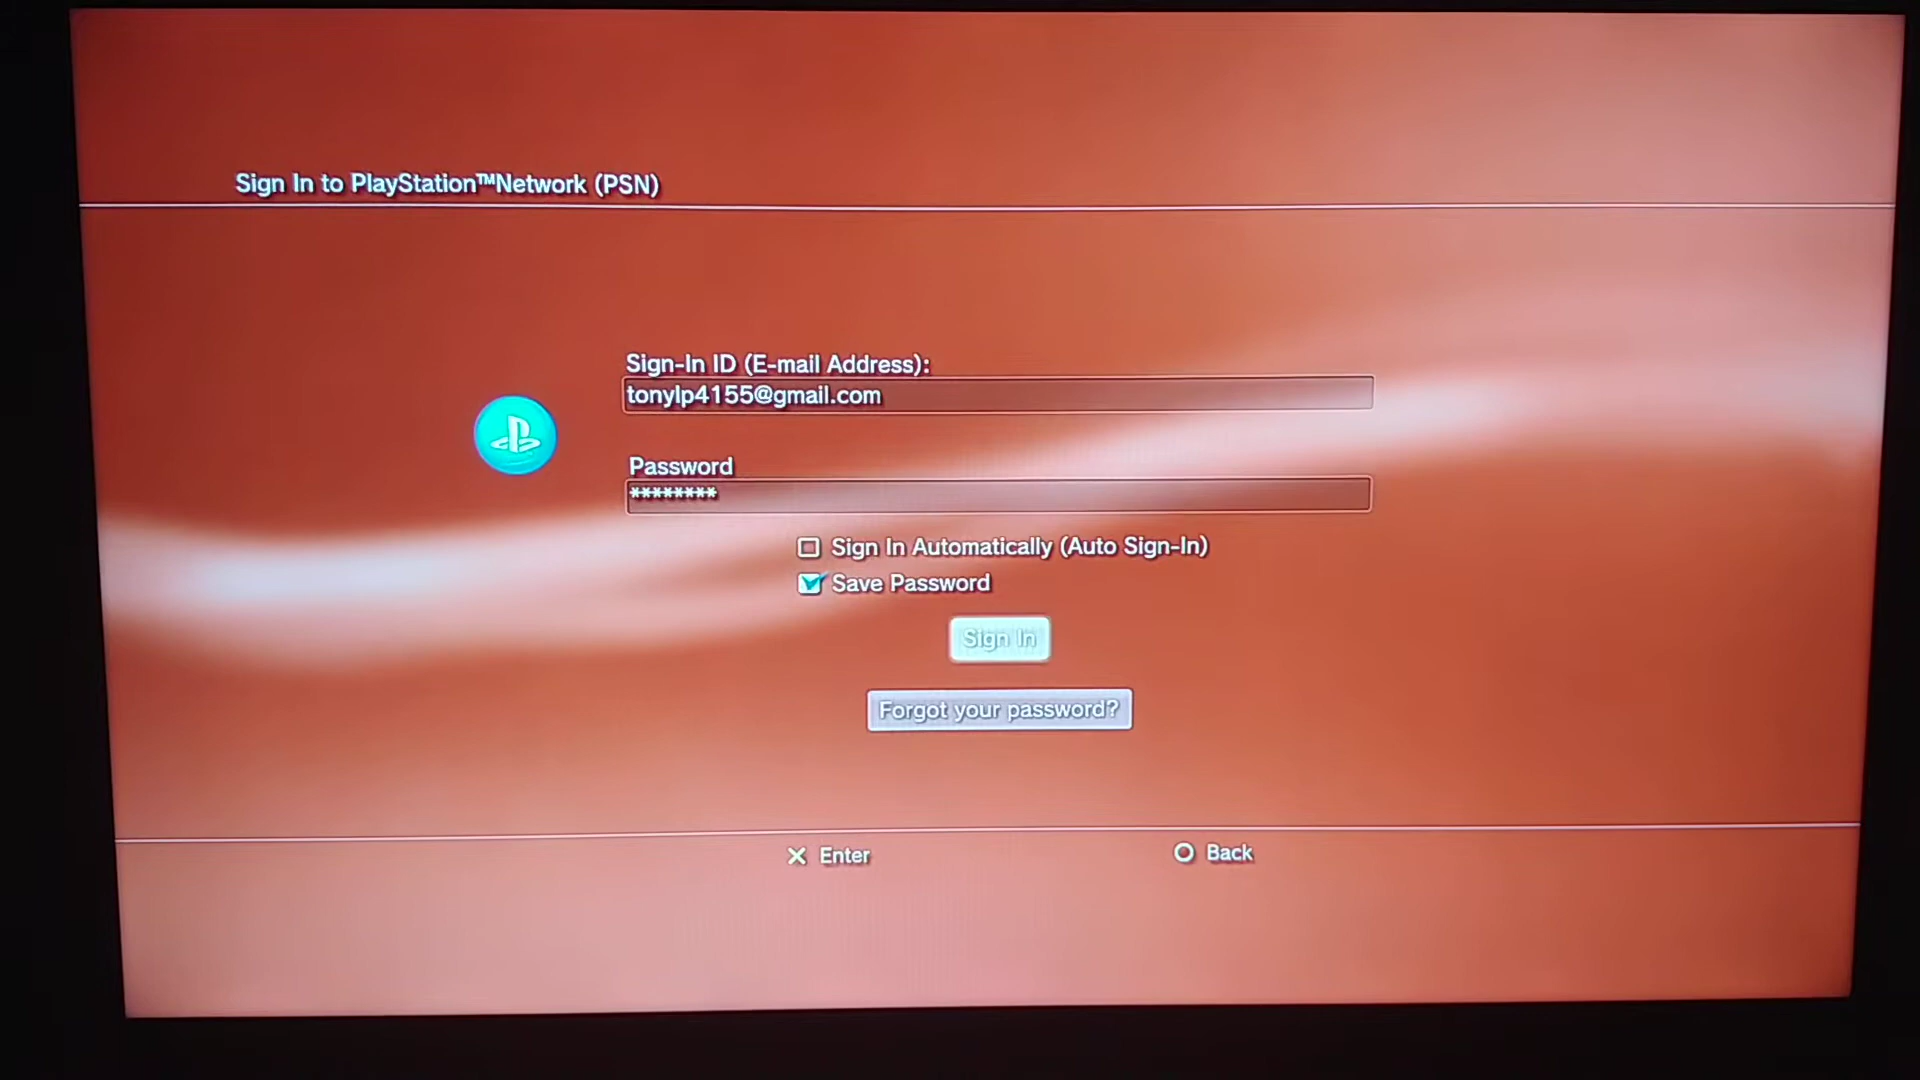 Sign In to PlayStation™Network (PSN)
Sign-In ID (E-mail Address):
tonylp4155@gmail.com
Password
********
Sign In Automatically (Auto Sign-In)
Save Password
Sign In
Forgot your password?
Enter
Back